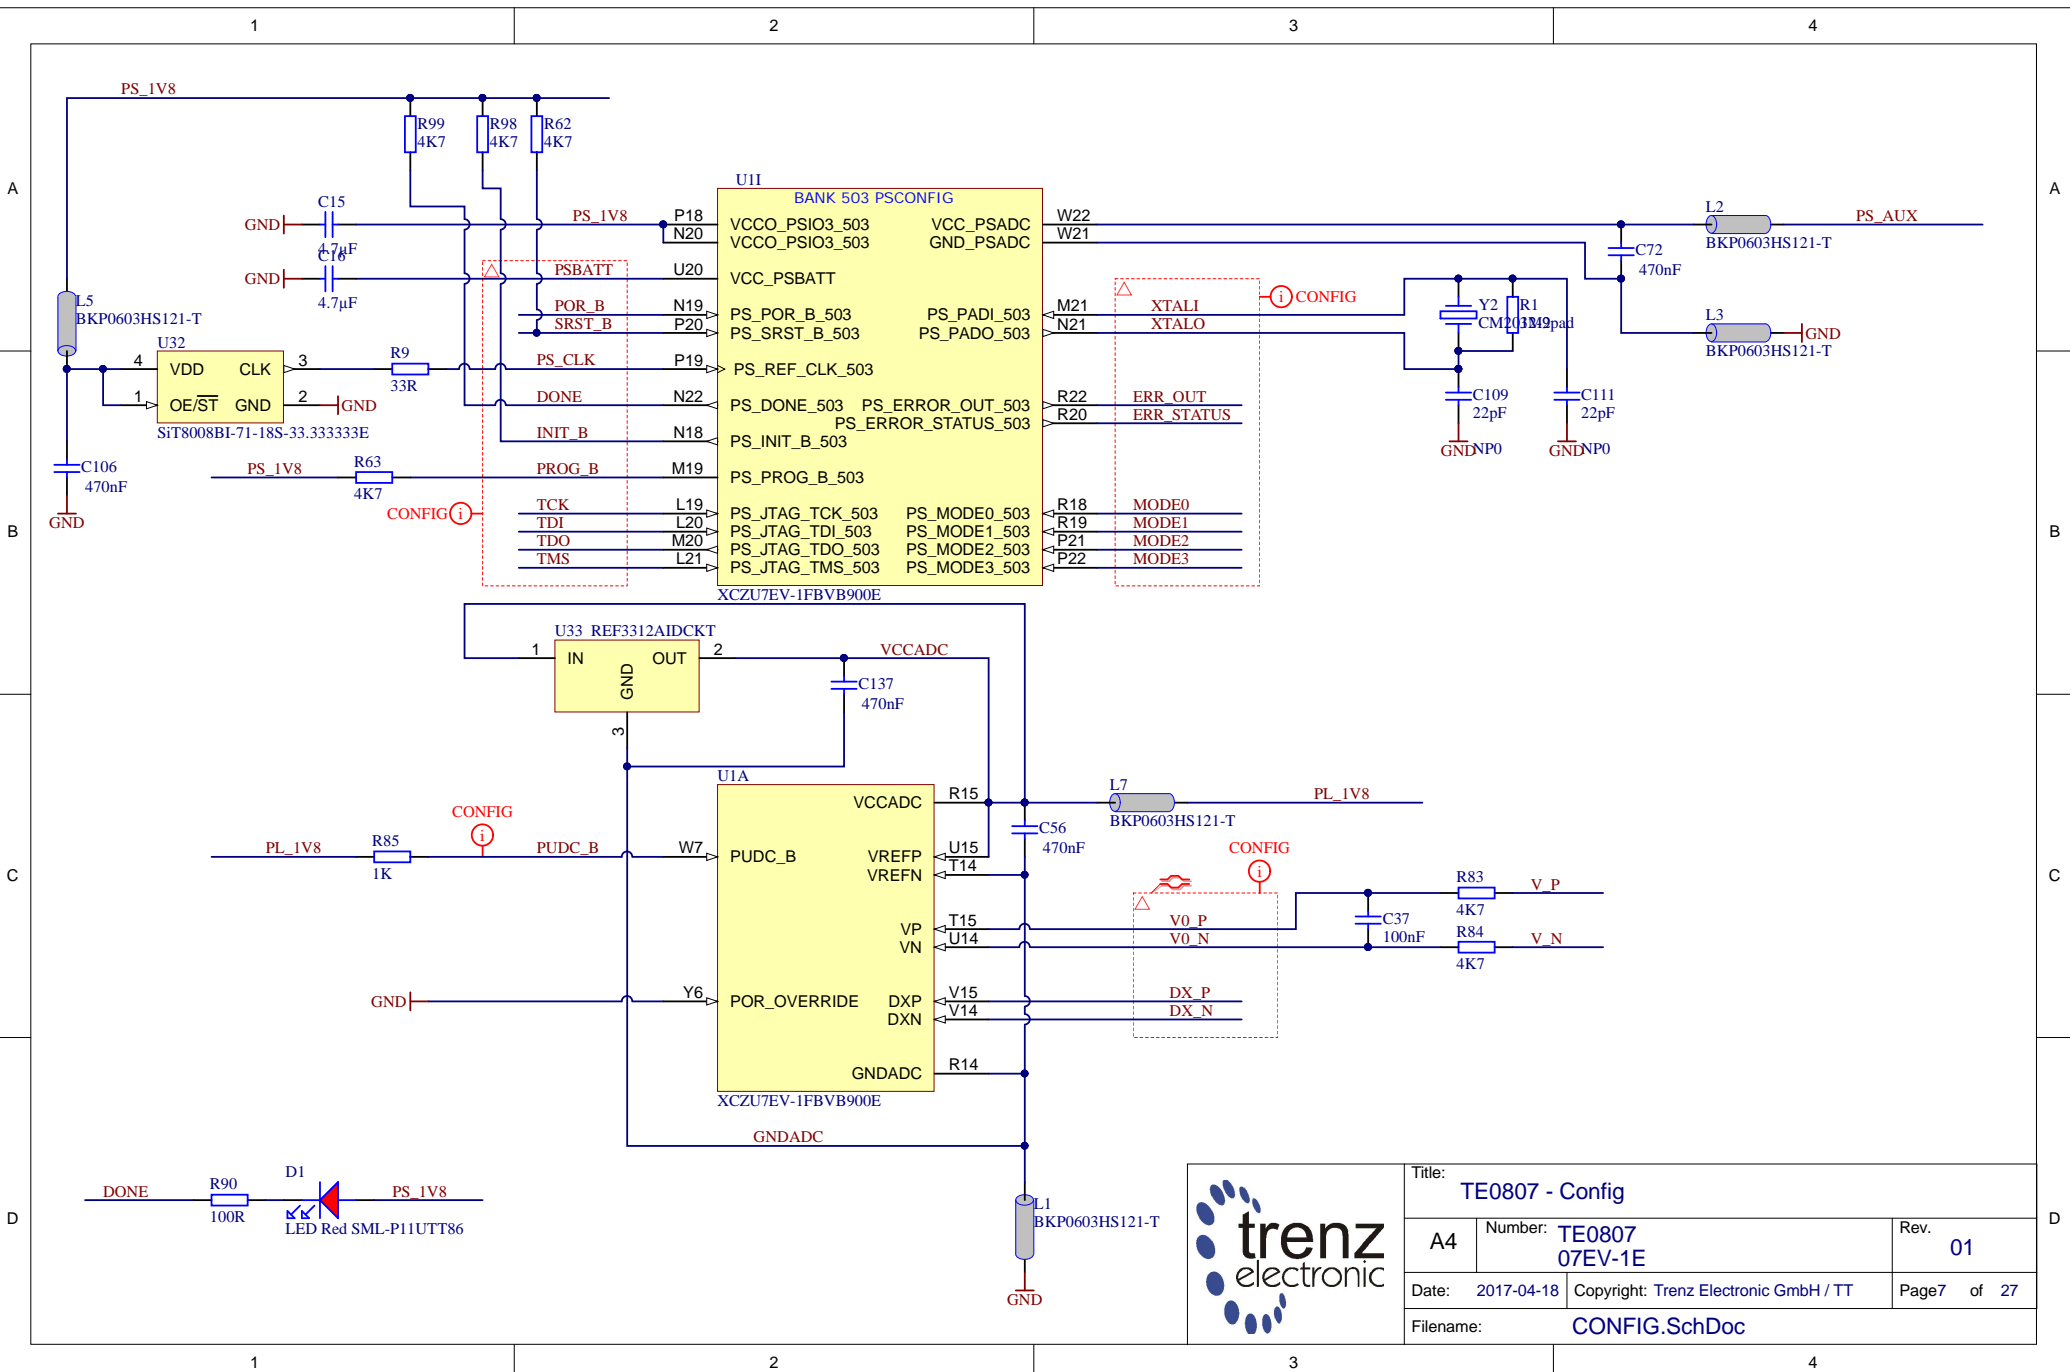 1 2 3 4
A
B
C
D
PS_1V8
R99
4K7
R98
4K7
R62
4K7
C15
4.7µF
GND
C16
4.7µF
GND
PS_1V8
PSBATT
POR_B
SRST_B
PS_CLK
DONE
INIT_B
PROG_B
TCK
TDI
TDO
TMS
CONFIG
i
L5
BKP0603HS121-T
U32
4 VDD CLK 3
1 OE/ST GND 2
GND
SiT8008BI-71-18S-33.333333E
R9
33R
C106
470nF
GND
PS_1V8
R63
4K7
U1I
BANK 503 PSCONFIG
P18 VCCO_PSIO3_503
N20 VCCO_PSIO3_503
U20 VCC_PSBATT
N19 PS_POR_B_503
P20 PS_SRST_B_503
P19 PS_REF_CLK_503
N22 PS_DONE_503
N18 PS_INIT_B_503
M19 PS_PROG_B_503
L19 PS_JTAG_TCK_503
L20 PS_JTAG_TDI_503
M20 PS_JTAG_TDO_503
L21 PS_JTAG_TMS_503
VCC_PSADC W22
GND_PSADC W21
PS_PADI_503 M21
PS_PADO_503 N21
PS_ERROR_OUT_503 R22
PS_ERROR_STATUS_503 R20
PS_MODE0_503 R18
PS_MODE1_503 R19
PS_MODE2_503 P21
PS_MODE3_503 P22
XCZU7EV-1FBVB900E
XTALI
XTALO
ERR_OUT
ERR_STATUS
MODE0
MODE1
MODE2
MODE3
i CONFIG
L2
BKP0603HS121-T
PS_AUX
C72
470nF
L3
BKP0603HS121-T
GND
Y2
R1
C109
22pF
GND NP0
C111
22pF
GND NP0
U33 REF3312AIDCKT
1 IN OUT 2
GND
3
VCCADC
C137
470nF
U1A
VCCADC R15
W7 PUDC_B
VREFP U15
VREFN T14
VP T15
VN U14
Y6 POR_OVERRIDE
DXP V15
DXN V14
GNDADC R14
XCZU7EV-1FBVB900E
PL_1V8
R85
1K
CONFIG
i
PUDC_B
GND
L7
BKP0603HS121-T
PL_1V8
C56
470nF
CONFIG
i
V0_P
V0_N
DX_P
DX_N
C37
100nF
R83
4K7
V_P
R84
4K7
V_N
GNDADC
L1
BKP0603HS121-T
GND
DONE
R90
100R
D1
LED Red SML-P11UTT86
PS_1V8
trenz
electronic
Title:
TE0807 - Config
A4
Number: TE0807
07EV-1E
Rev.
01
Date: 2017-04-18
Copyright: Trenz Electronic GmbH / TT
Page7 of 27
Filename: CONFIG.SchDoc
A
B
C
D
1 2 3 4